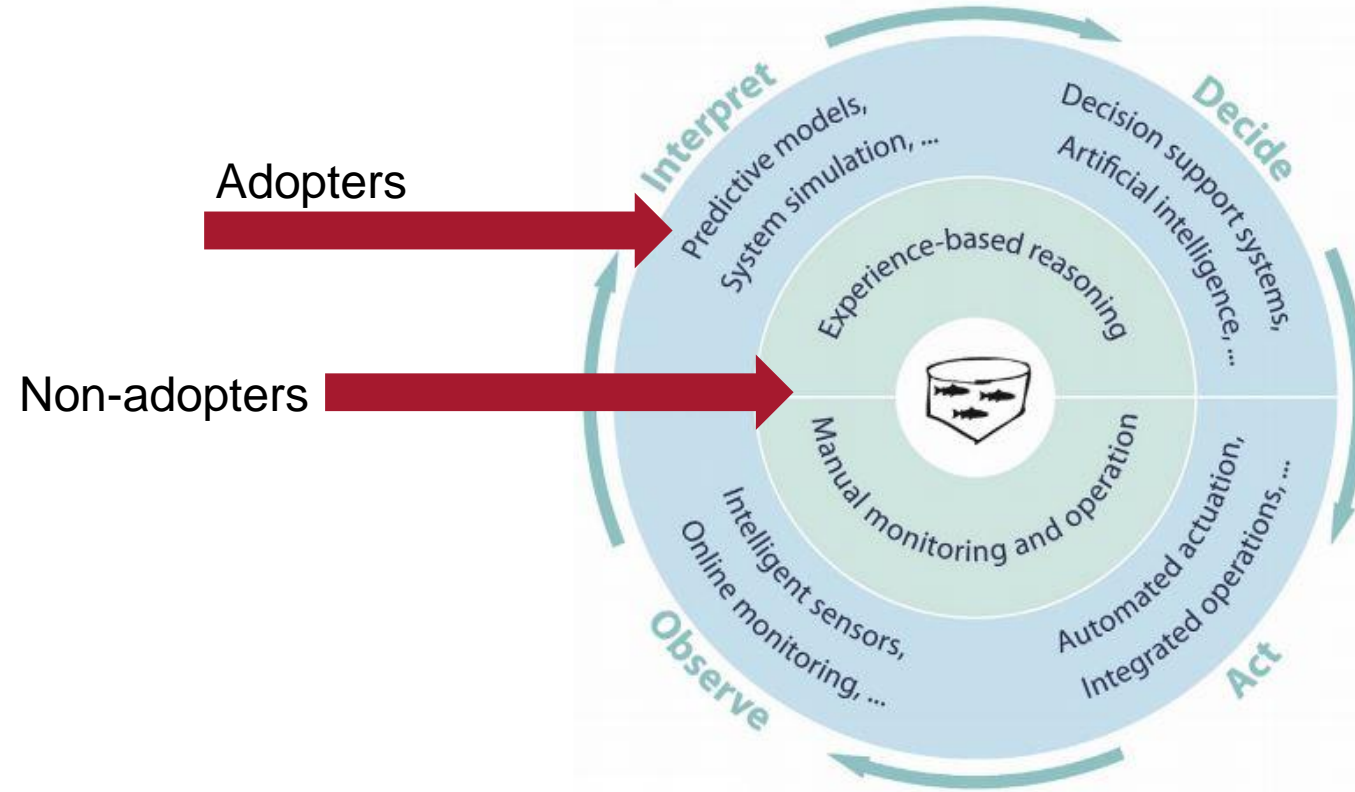 Adopters
Non-adopters
Interpret
Predictive models,
System simulation, ...
Decide
Decision support systems,
Artificial intelligence, ...
Experience-based reasoning
Manual monitoring and operation
Observe
Intelligent sensors,
Online monitoring, ...
Act
Automated actuation,
Integrated operations, ...